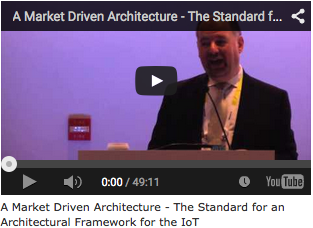 A Market Driven Architecture - The Standard f...
0:00 / 49:11
YouTube
A Market Driven Architecture - The Standard for an
Architectural Framework for the IoT